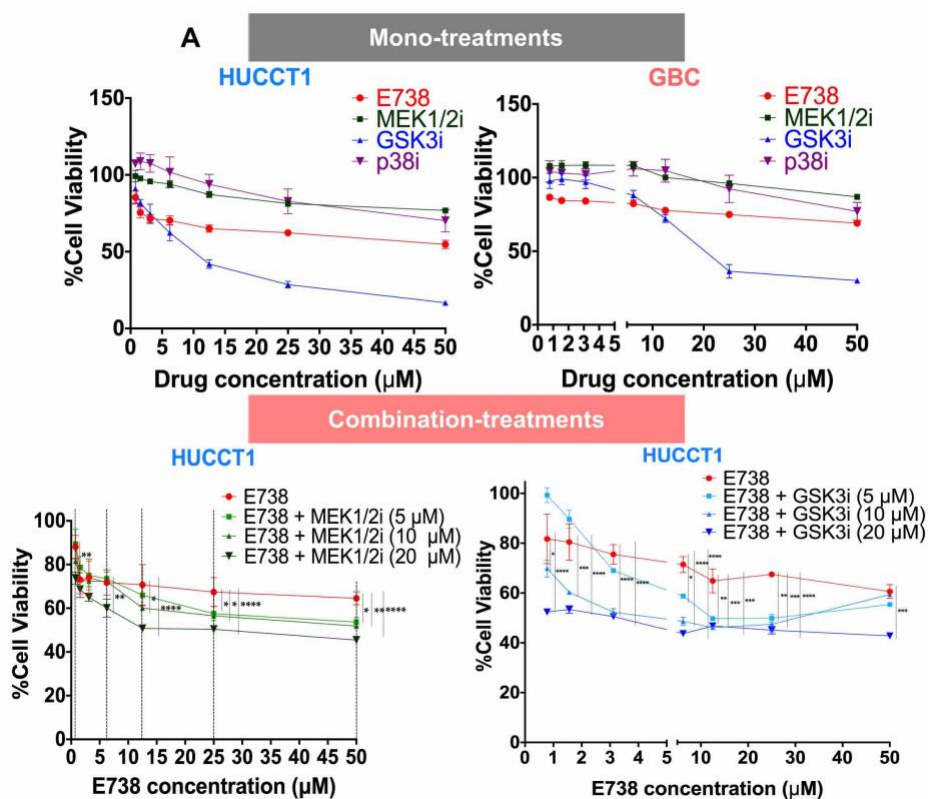 A
Mono-treatments
HUCCT1
E738
MEK1/2i
GSK3i
p38i
%Cell Viability
150
100
50
0
0 5 10 15 20 25 30 35 40 45 50
Drug concentration (µM)
GBC
E738
MEK1/2i
GSK3i
p38i
%Cell Viability
150
100
50
0
0 1 2 3 4 5 10 20 30 40 50
Drug concentration (µM)
Combination-treatments
HUCCT1
E738
E738 + MEK1/2i (5 µM)
E738 + MEK1/2i (10 µM)
E738 + MEK1/2i (20 µM)
%Cell Viability
100
80
60
40
20
0
** ** * **** * * **** * ** ****
0 5 10 15 20 25 30 35 40 45 50
E738 concentration (µM)
HUCCT1
E738
E738 + GSK3i (5 µM)
E738 + GSK3i (10 µM)
E738 + GSK3i (20 µM)
%Cell Viability
100
80
60
40
20
0
0 1 2 3 4 5 10 20 30 40 50
E738 concentration (µM)